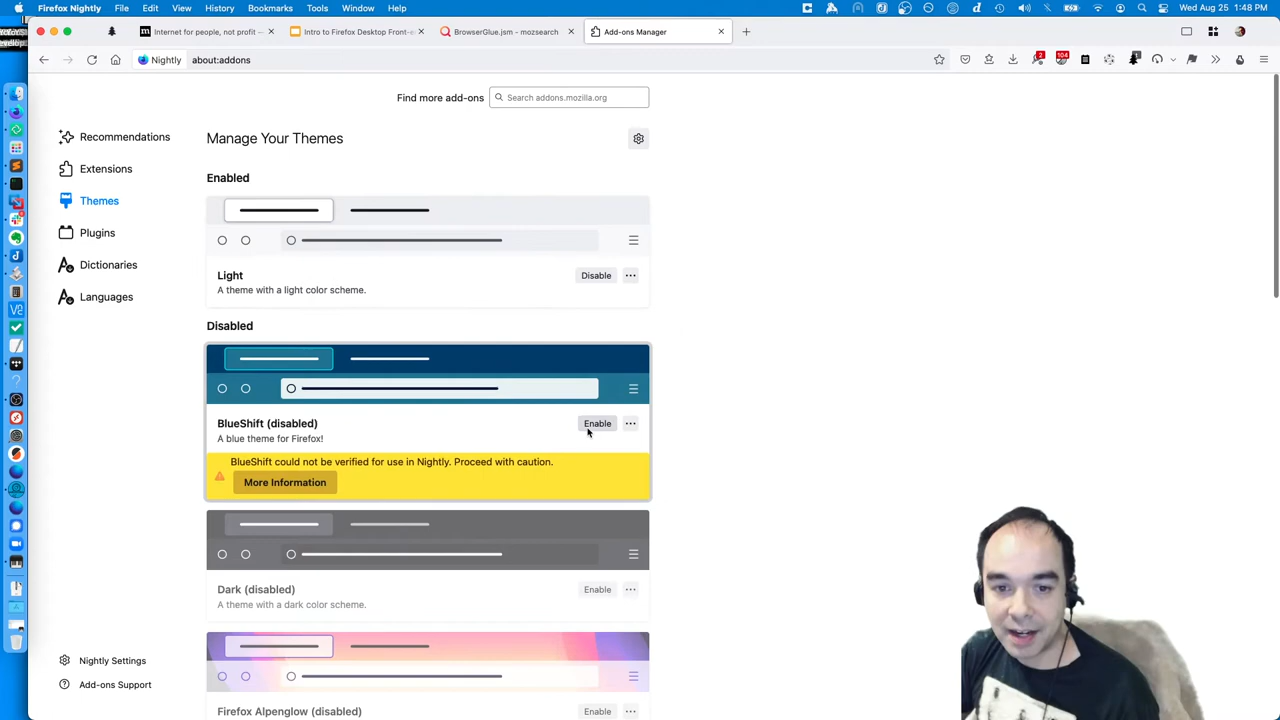 Firefox Nightly File Edit View History Bookmarks Tools Window Help Wed Aug 25 1:48 PM
Internet for people, not profit — Intro to Firefox Desktop Front-e BrowserGlue.jsm - mozsearch Add-ons Manager
Nightly about:addons 2 104 1
Find more add-ons Search addons.mozilla.org
Recommendations
Extensions
Themes
Plugins
Dictionaries
Languages
Nightly Settings
Add-ons Support
Manage Your Themes
Enabled
Light Disable
A theme with a light color scheme.
Disabled
BlueShift (disabled) Enable
A blue theme for Firefox!
BlueShift could not be verified for use in Nightly. Proceed with caution.
More Information
Dark (disabled) Enable
A theme with a dark color scheme.
Firefox Alpenglow (disabled) Enable